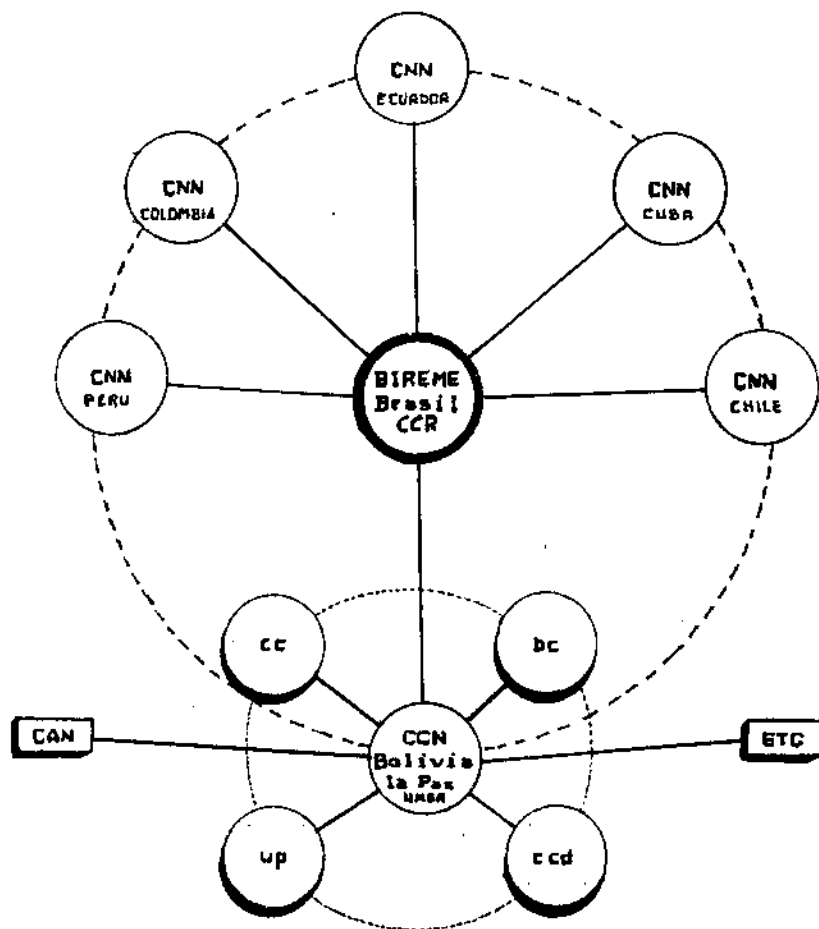 CNN
ECUADOR
CNN
COLOMBIA
CNN
CUBA
CNN
PERU
BIREME
Brasil
CCR
CNN
CHILE
cc
bc
CAN
CCN
Bolivia
la Paz
UMSA
ETC
up
ccd